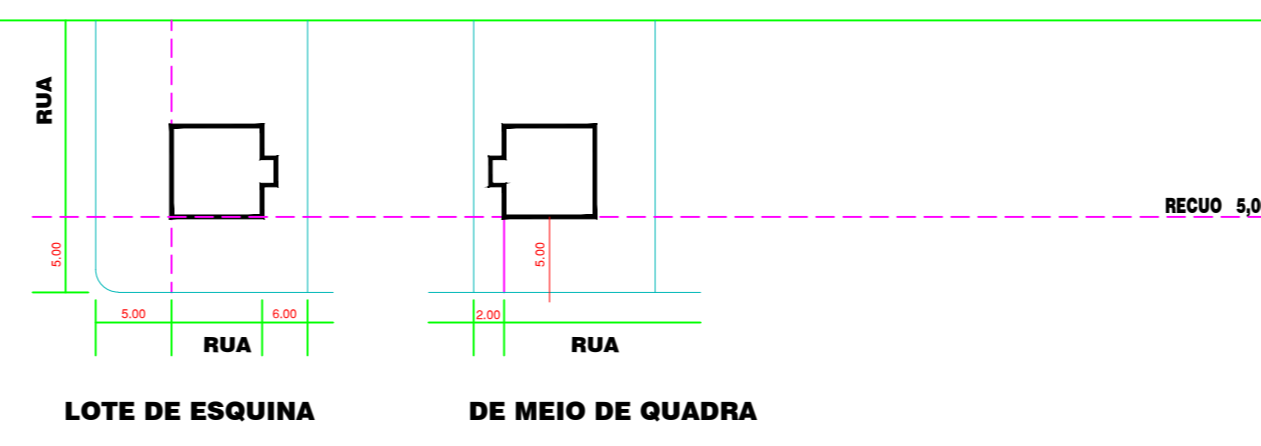 RUA
RECUO 5,0
5.00
5.00
5.00
6.00
2.00
RUA
RUA
LOTE DE ESQUINA
DE MEIO DE QUADRA